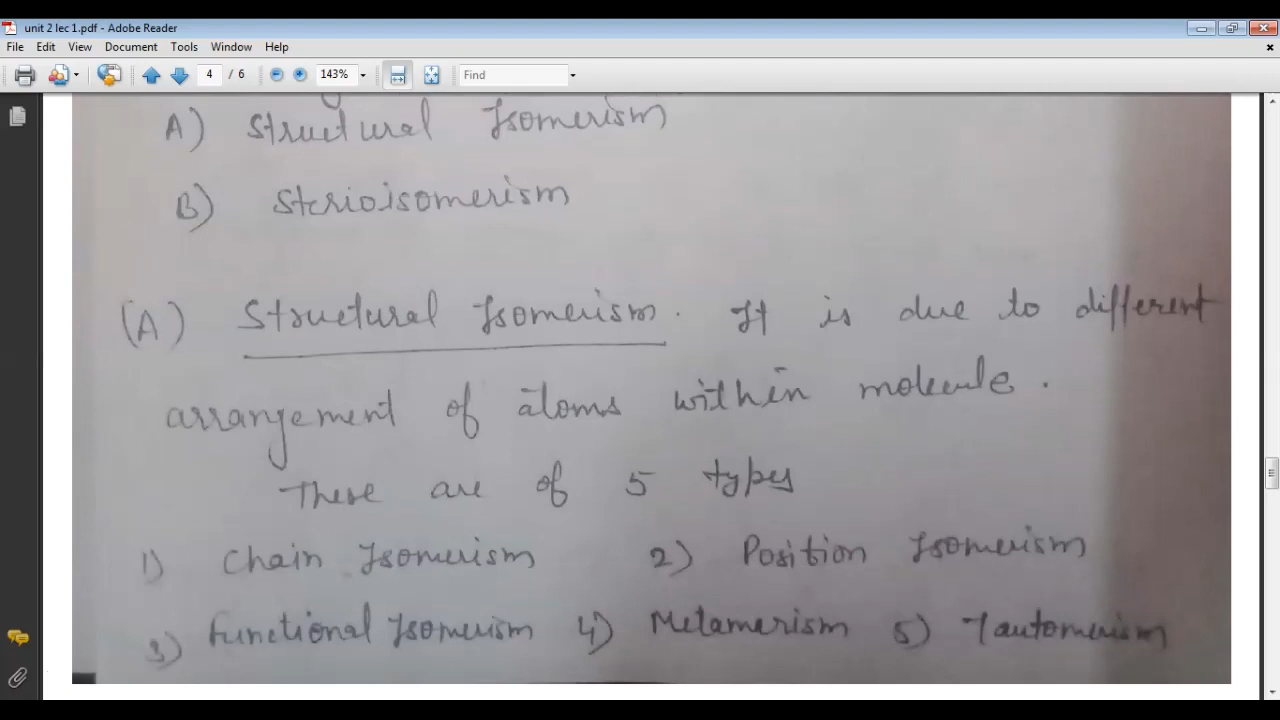 unit 2 lec 1.pdf - Adobe Reader
File Edit View Document Tools Window Help
4 / 6 143% Find
A) Structural Isomerism
B) Sterioisomerism
(A) Structural Isomerism. It is due to different
arrangement of atoms within molecule.
These are of 5 types
1) Chain Isomerism 2) Position Isomerism
3) Functional Isomerism 4) Metamerism 5) Tautomerism